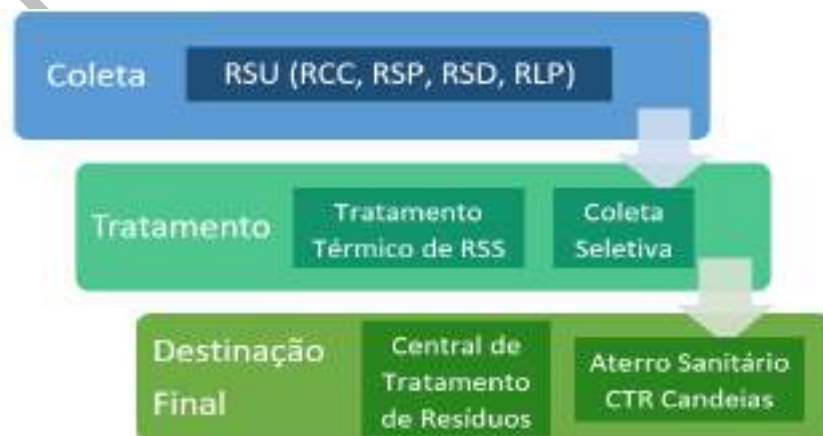 Coleta
RSU (RCC, RSP, RSD, RLP)
Tratamento
Tratamento
Térmico de RSS
Coleta
Seletiva
Destinação
Final
Central de
Tratamento
de Resíduos
Aterro Sanitário
CTR Candeias